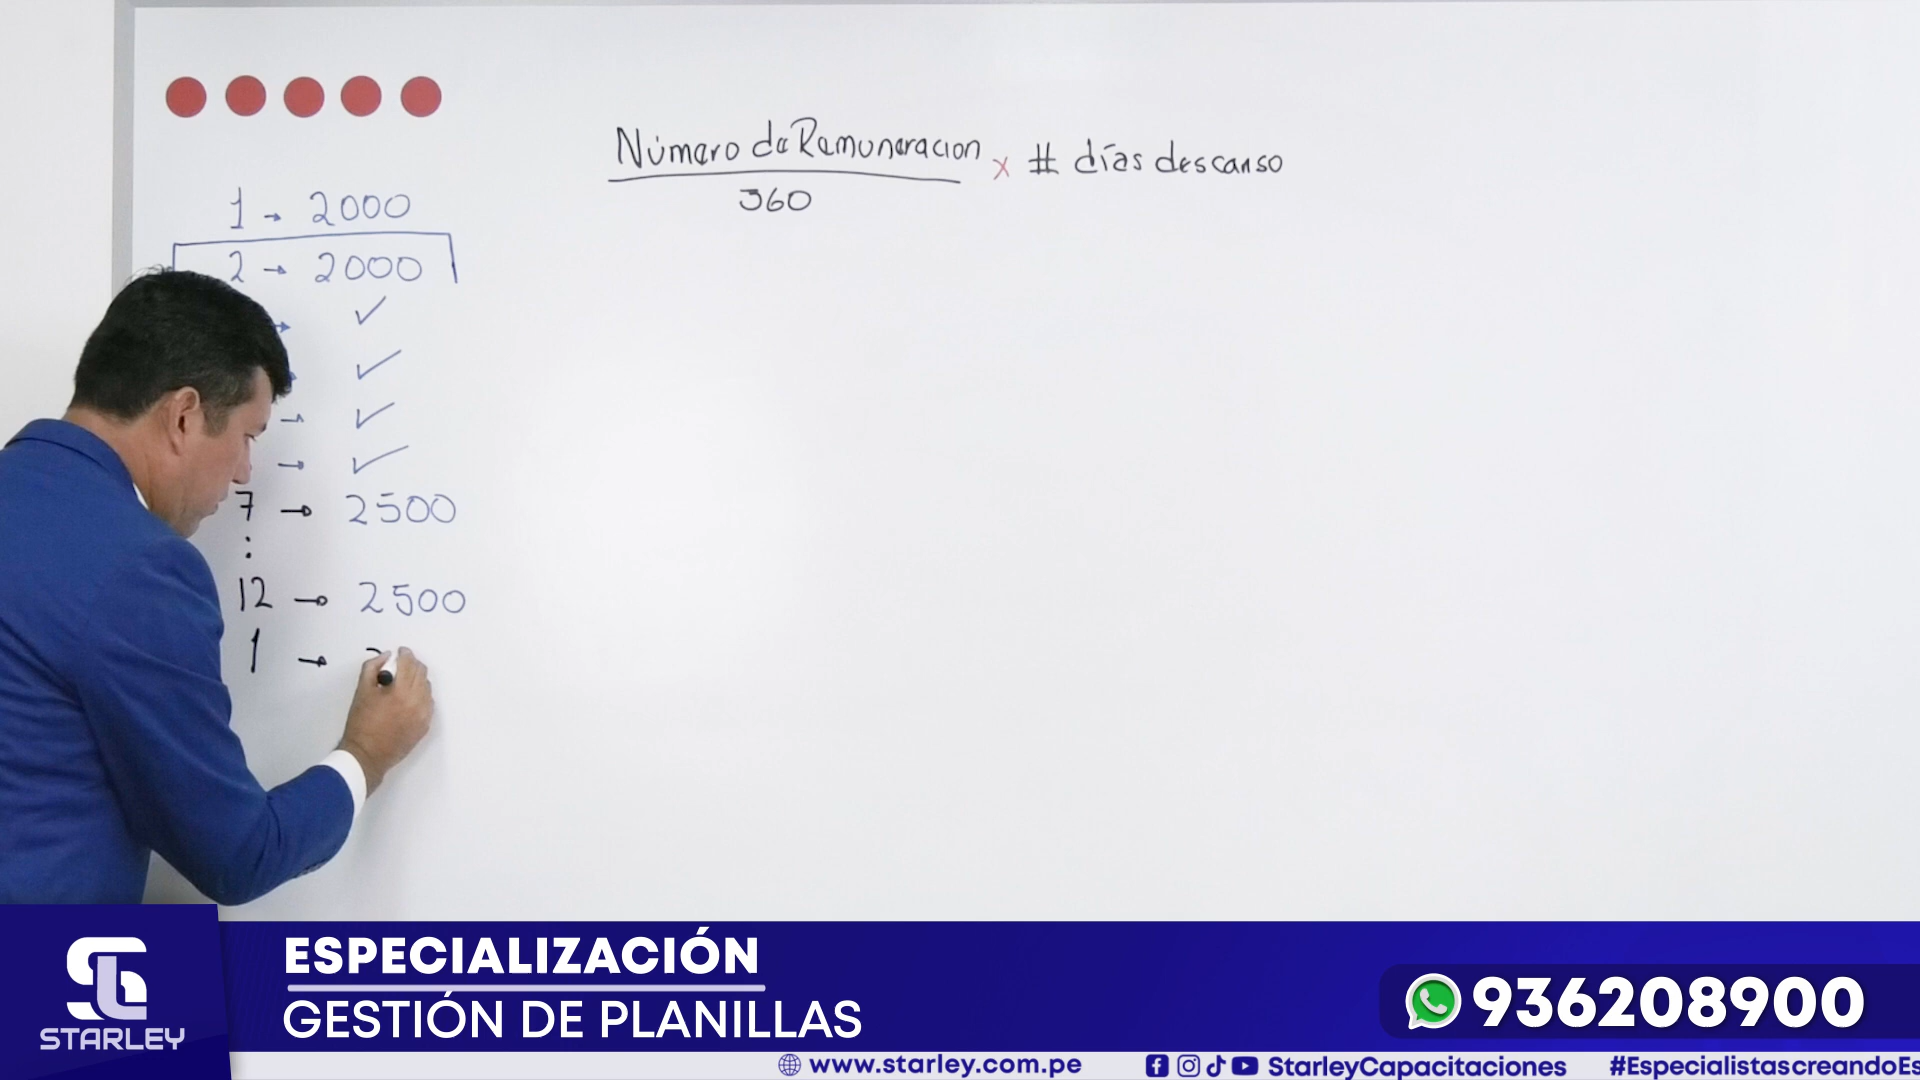 Número de Remuneracion x # días descanso
360
1 → 2000
2 → 2000
→ ✓
→ ✓
→ ✓
→ ✓
7 → 2500
:
12 → 2500
1 →
SL
STARLEY
ESPECIALIZACIÓN
GESTIÓN DE PLANILLAS
936208900
www.starley.com.pe
StarleyCapacitaciones
#EspecialistascreandoEs